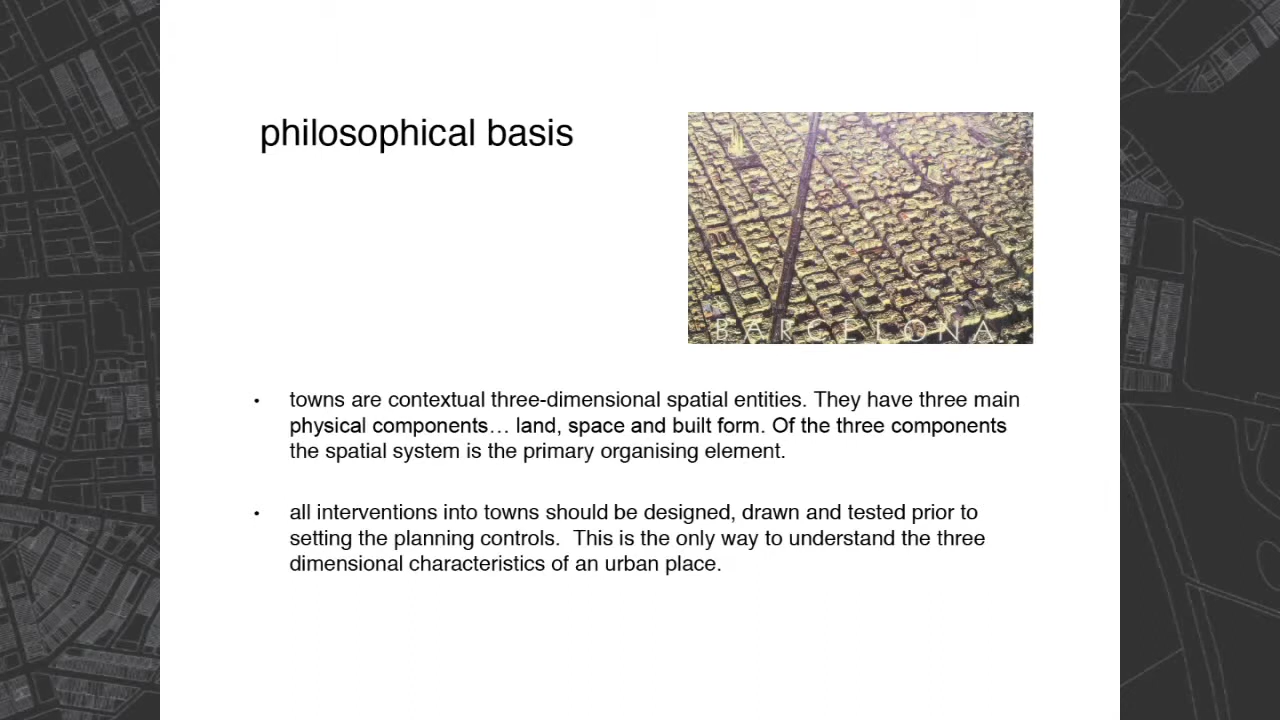 philosophical basis
BARCELONA
• towns are contextual three-dimensional spatial entities. They have three main
physical components… land, space and built form. Of the three components
the spatial system is the primary organising element.
• all interventions into towns should be designed, drawn and tested prior to
setting the planning controls.  This is the only way to understand the three
dimensional characteristics of an urban place.